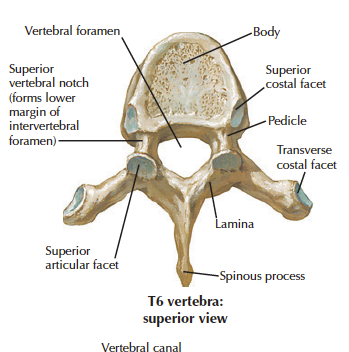 Vertebral foramen
Body
Superior
vertebral notch
(forms lower
margin of
intervertebral
foramen)
Superior
costal facet
Pedicle
Transverse
costal facet
Lamina
Superior
articular facet
Spinous process
T6 vertebra:
superior view
Vertebral canal